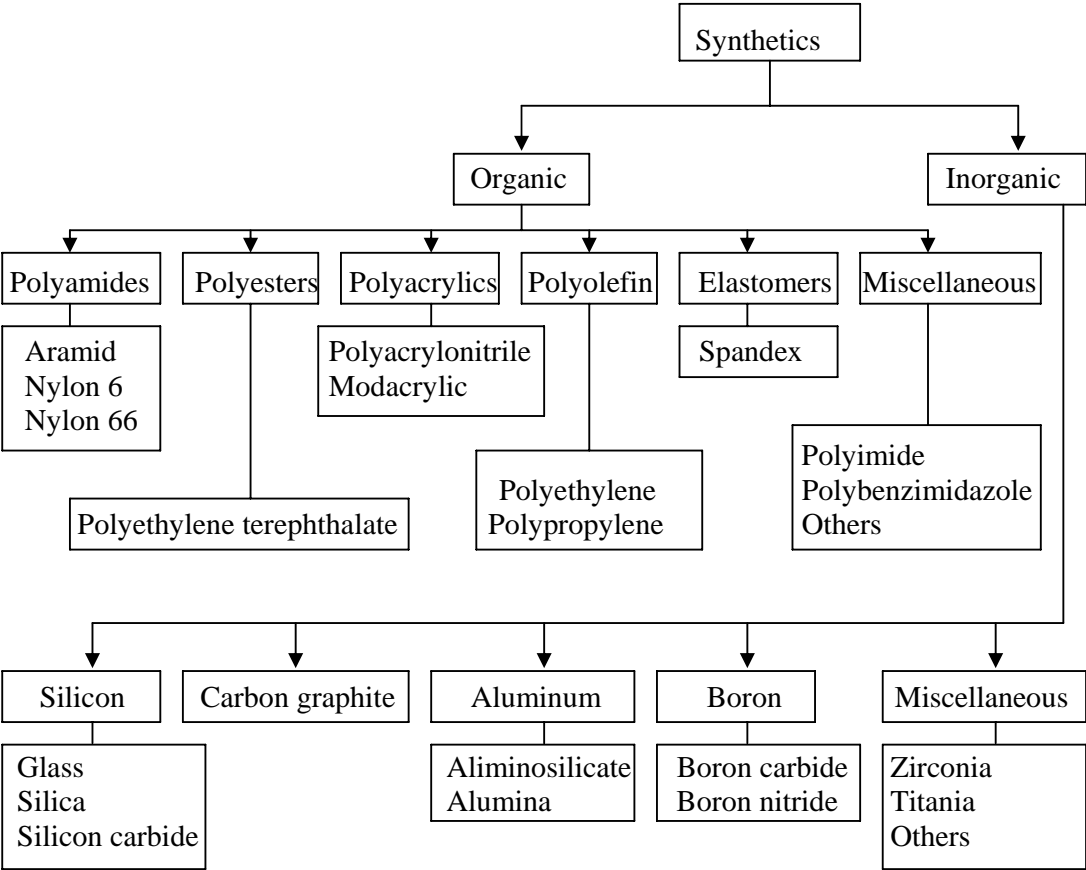 Synthetics
Organic
Inorganic
Polyamides
Polyesters
Polyacrylics
Polyolefin
Elastomers
Miscellaneous
Aramid
Nylon 6
Nylon 66
Polyacrylonitrile
Modacrylic
Spandex
Polyethylene terephthalate
Polyethylene
Polypropylene
Polyimide
Polybenzimidazole
Others
Silicon
Carbon graphite
Aluminum
Boron
Miscellaneous
Glass
Silica
Silicon carbide
Aliminosilicate
Alumina
Boron carbide
Boron nitride
Zirconia
Titania
Others